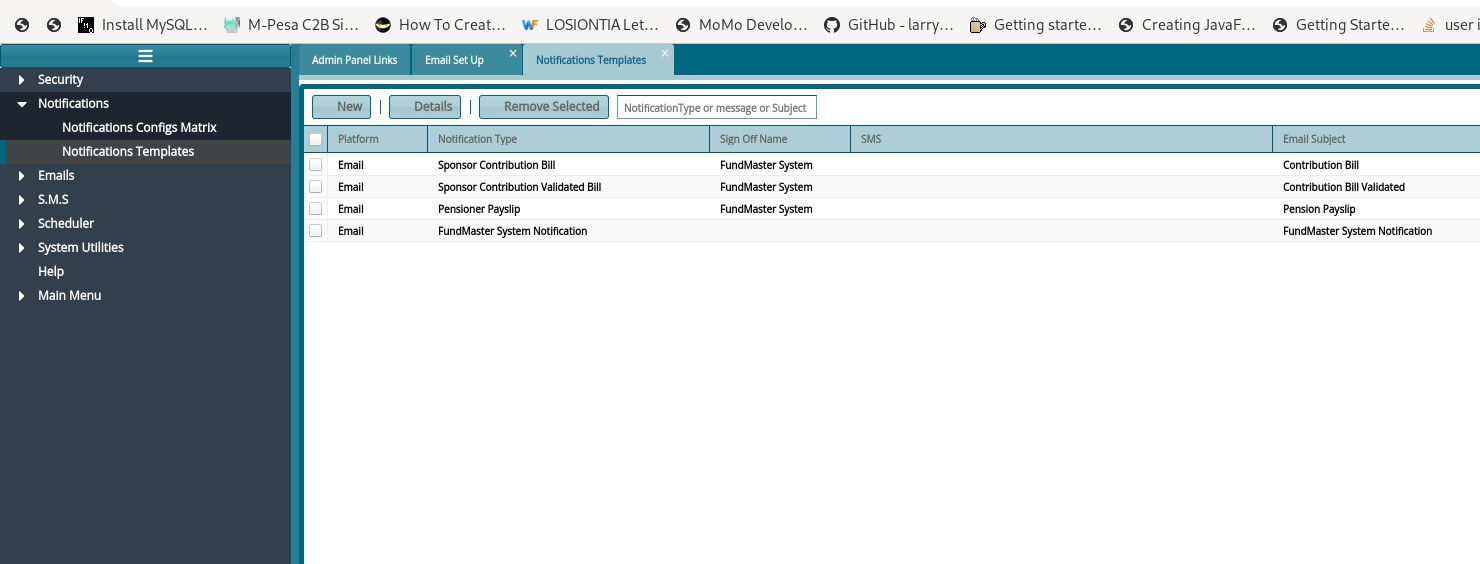 Install MySQL... M-Pesa C2B Si... How To Creat... LOSIONTIA Let... MoMo Develo... GitHub - larry... Getting starte... Creating JavaF... Getting Starte... user i
Admin Panel Links Email Set Up × Notifications Templates ×
Security
Notifications
Notifications Configs Matrix
Notifications Templates
Emails
S.M.S
Scheduler
System Utilities
Help
Main Menu
New | Details | Remove Selected NotificationType or message or Subject
Platform Notification Type Sign Off Name SMS Email Subject
Email Sponsor Contribution Bill FundMaster System Contribution Bill
Email Sponsor Contribution Validated Bill FundMaster System Contribution Bill Validated
Email Pensioner Payslip FundMaster System Pension Payslip
Email FundMaster System Notification FundMaster System Notification